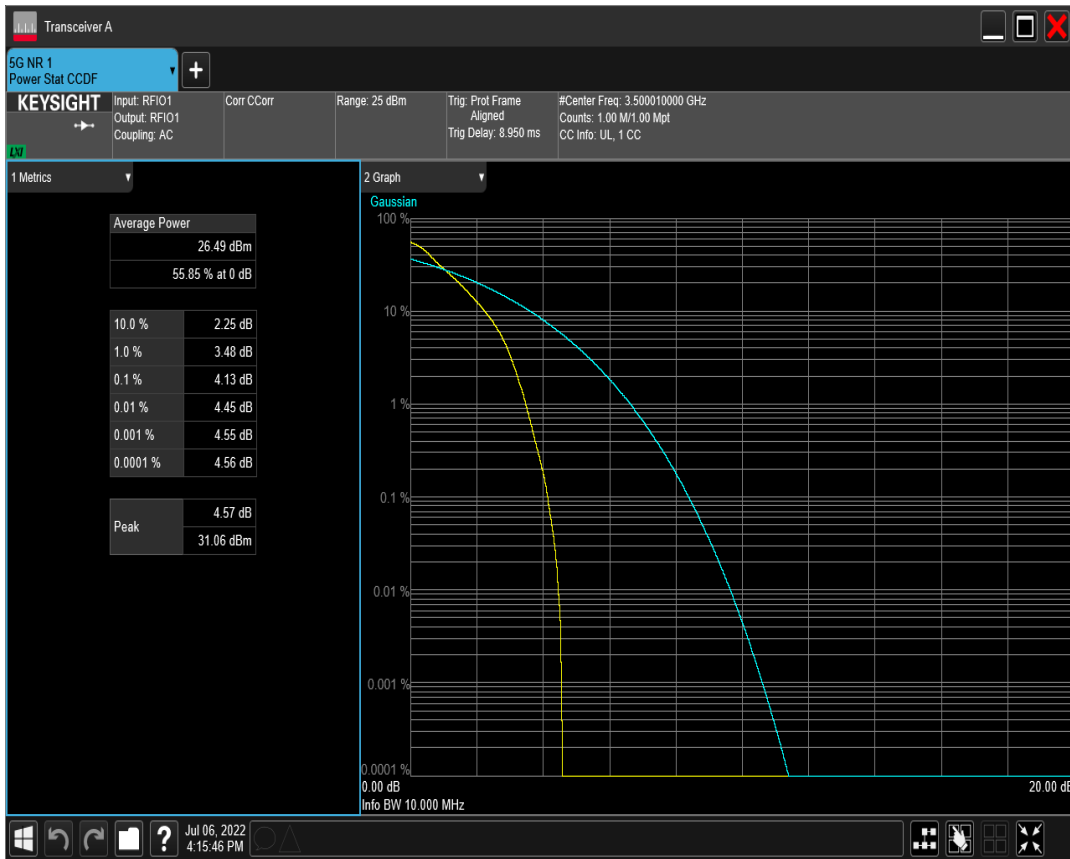 Transceiver A
5G NR 1
Power Stat CCDF
+
KEYSIGHT
LXI
Input: RFIO1
Output: RFIO1
Coupling: AC
Corr CCorr
Range: 25 dBm
Trig: Prot Frame
Aligned
Trig Delay: 8.950 ms
#Center Freq: 3.500010000 GHz
Counts: 1.00 M/1.00 Mpt
CC Info: UL, 1 CC
1 Metrics
Average Power
26.49 dBm
55.85 % at 0 dB
10.0 % 2.25 dB
1.0 % 3.48 dB
0.1 % 4.13 dB
0.01 % 4.45 dB
0.001 % 4.55 dB
0.0001 % 4.56 dB
Peak
4.57 dB
31.06 dBm
2 Graph
Gaussian
100 %
10 %
1 %
0.1 %
0.01 %
0.001 %
0.0001 %
0.00 dB 20.00 dB
Info BW 10.000 MHz
?
Jul 06, 2022
4:15:46 PM